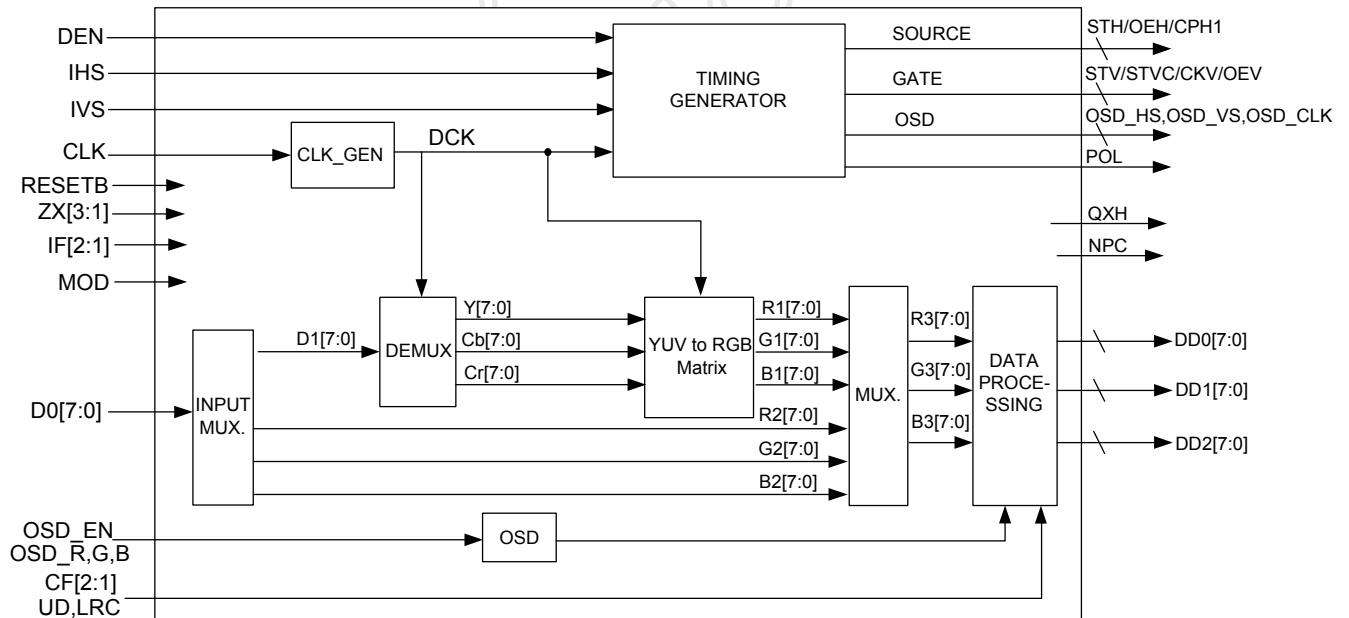 DEN
IHS
IVS
CLK
RESETB
ZX[3:1]
IF[2:1]
MOD
D0[7:0]
OSD_EN
OSD_R,G,B
CF[2:1]
UD,LRC
CLK_GEN
DCK
TIMING
GENERATOR
SOURCE
GATE
OSD
STH/OEH/CPH1
STV/STVC/CKV/OEV
OSD_HS,OSD_VS,OSD_CLK
POL
QXH
NPC
INPUT
MUX.
D1[7:0]
DEMUX
Y[7:0]
Cb[7:0]
Cr[7:0]
YUV to RGB
Matrix
R1[7:0]
G1[7:0]
B1[7:0]
R2[7:0]
G2[7:0]
B2[7:0]
MUX.
R3[7:0]
G3[7:0]
B3[7:0]
DATA
PROCE-
SSING
DD0[7:0]
DD1[7:0]
DD2[7:0]
OSD